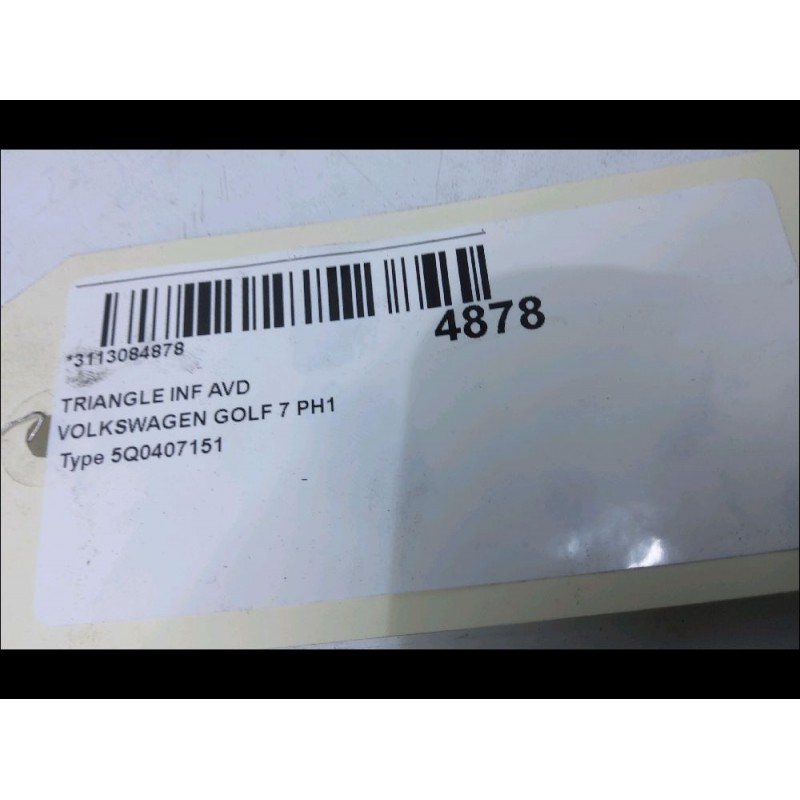 4878
*3113084878
TRIANGLE INF AVD
VOLKSWAGEN GOLF 7 PH1
Type 5Q0407151